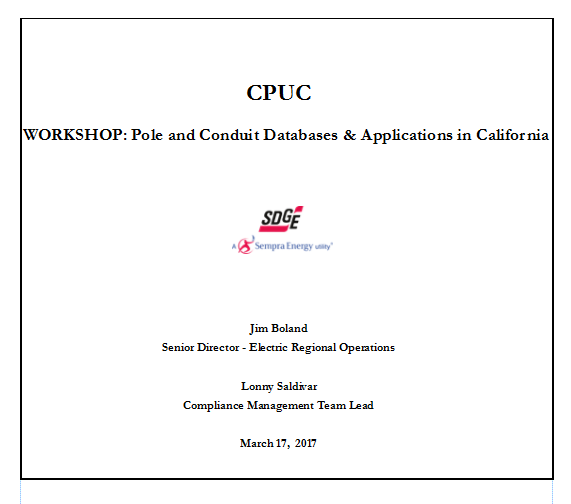 CPUC
WORKSHOP: Pole and Conduit Databases & Applications in California
SDGE
A Sempra Energy utility®
Jim Boland
Senior Director - Electric Regional Operations
Lonny Saldivar
Compliance Management Team Lead
March 17, 2017